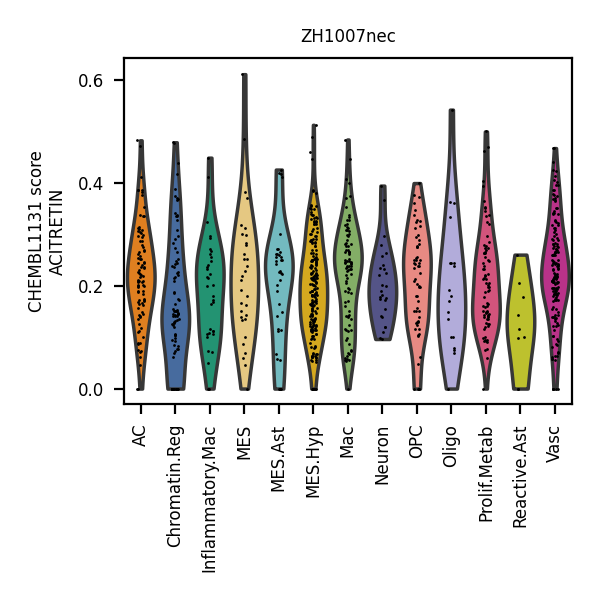 ZH1007nec
CHEMBL1131 score
ACITRETIN
0.6
0.4
0.2
0.0
AC
Chromatin.Reg
Inflammatory.Mac
MES
MES.Ast
MES.Hyp
Mac
Neuron
OPC
Oligo
Prolif.Metab
Reactive.Ast
Vasc